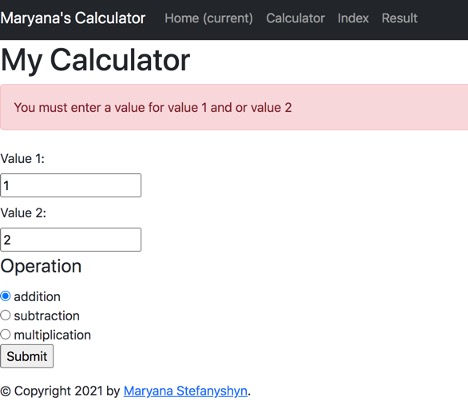 Maryana's Calculator Home (current) Calculator Index Result
My Calculator
You must enter a value for value 1 and or value 2
Value 1:
1
Value 2:
2
Operation
addition
subtraction
multiplication
Submit
© Copyright 2021 by Maryana Stefanyshyn.